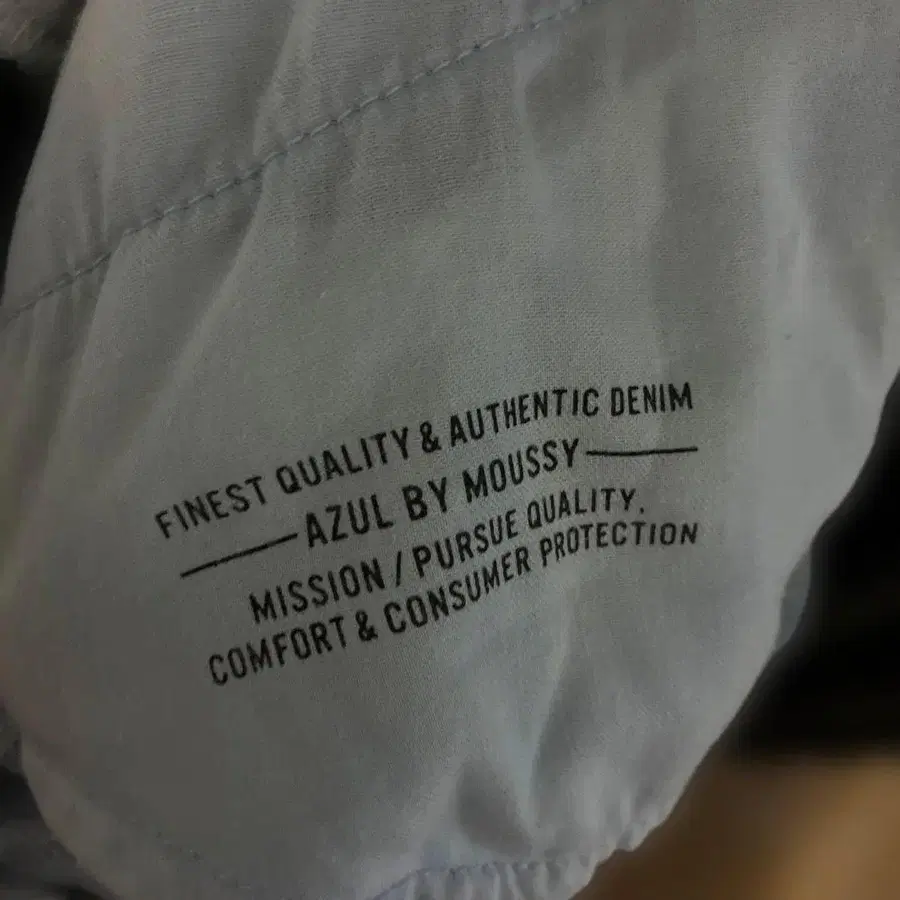 FINEST QUALITY & AUTHENTIC DENIM
AZUL BY MOUSSY
MISSION / PURSUE QUALITY.
COMFORT & CONSUMER PROTECTION